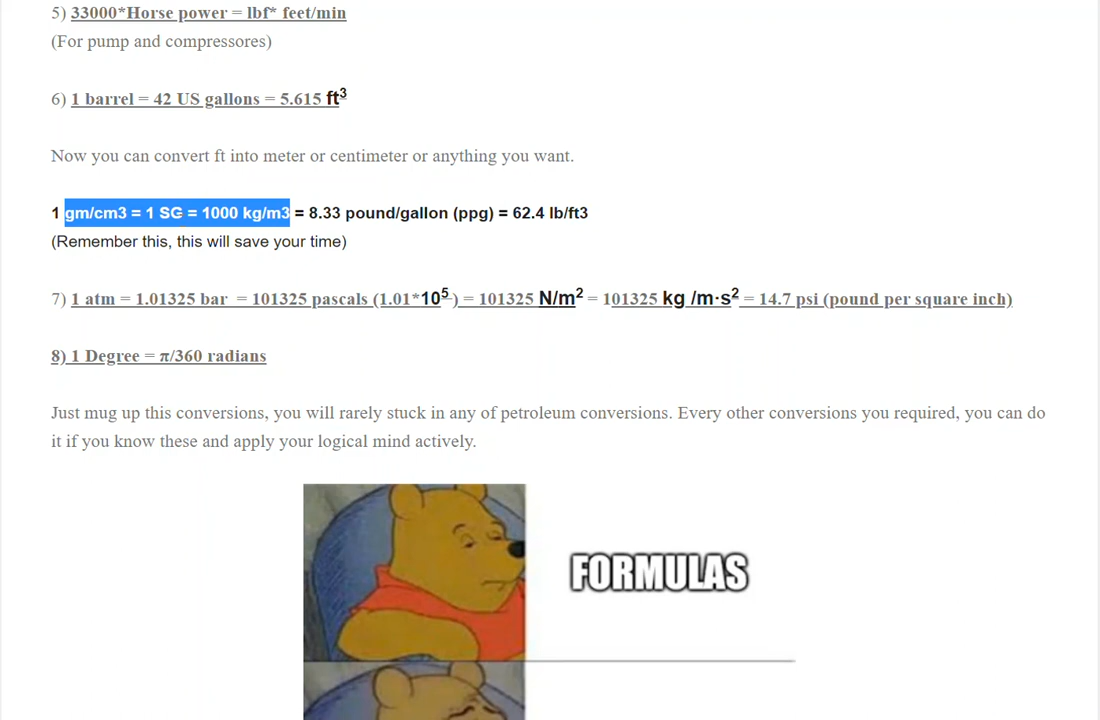 5) 33000*Horse power = lbf* feet/min
(For pump and compressores)
6) 1 barrel = 42 US gallons = 5.615 ft³
Now you can convert ft into meter or centimeter or anything you want.
1 gm/cm3 = 1 SG = 1000 kg/m3 = 8.33 pound/gallon (ppg) = 62.4 lb/ft3
(Remember this, this will save your time)
7) 1 atm = 1.01325 bar = 101325 pascals (1.01*10⁵ ) = 101325 N/m² = 101325 kg /m·s² = 14.7 psi (pound per square inch)
8) 1 Degree = π/360 radians
Just mug up this conversions, you will rarely stuck in any of petroleum conversions. Every other conversions you required, you can do
it if you know these and apply your logical mind actively.
FORMULAS